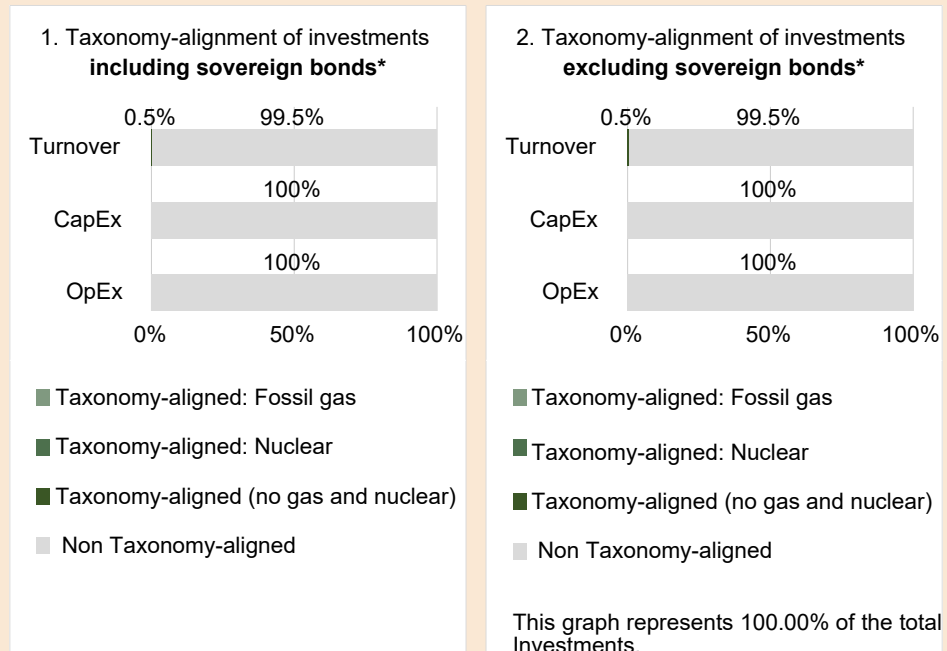 1. Taxonomy-alignment of investments
including sovereign bonds*
0.5% 99.5%
Turnover
100%
CapEx
100%
OpEx
0% 50% 100%
Taxonomy-aligned: Fossil gas
Taxonomy-aligned: Nuclear
Taxonomy-aligned (no gas and nuclear)
Non Taxonomy-aligned
2. Taxonomy-alignment of investments
excluding sovereign bonds*
0.5% 99.5%
Turnover
100%
CapEx
100%
OpEx
0% 50% 100%
Taxonomy-aligned: Fossil gas
Taxonomy-aligned: Nuclear
Taxonomy-aligned (no gas and nuclear)
Non Taxonomy-aligned
This graph represents 100.00% of the total
Investments.